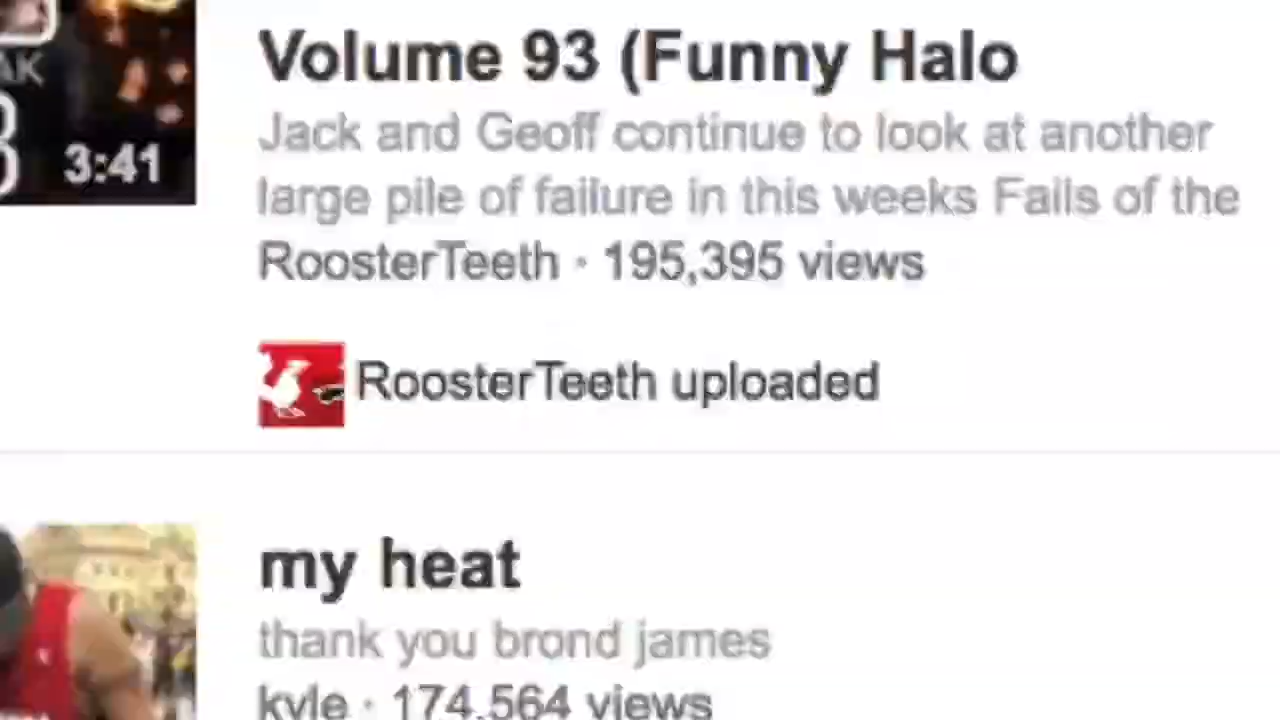 Volume 93 (Funny Halo
AK
Jack and Geoff continue to look at another
3:41
large pile of failure in this weeks Fails of the
RoosterTeeth · 195,395 views
RoosterTeeth uploaded
my heat
thank you brond james
kyle · 174,564 views